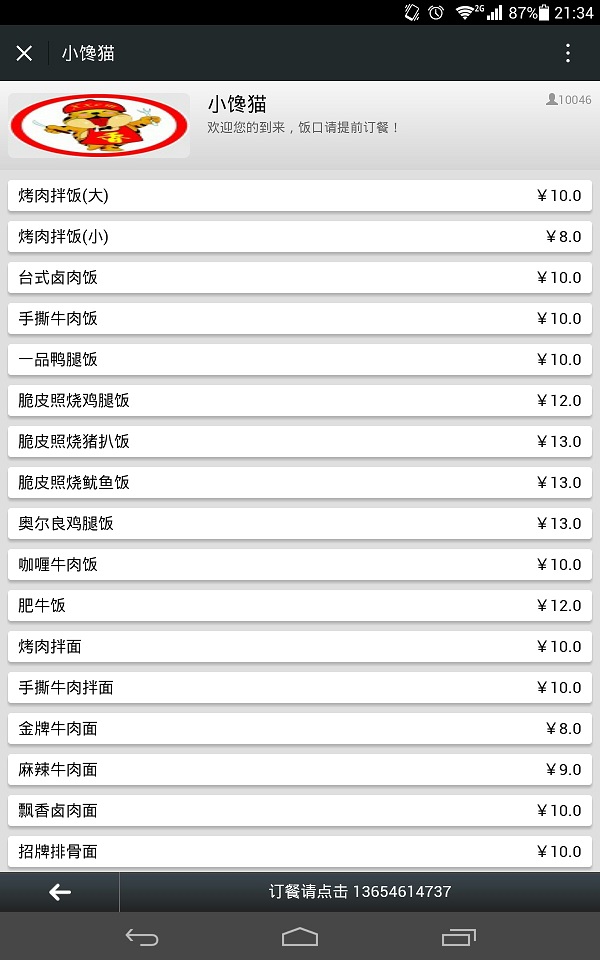 2G 87% 21:34
小馋猫
小馋猫
10046
欢迎您的到来，饭口请提前订餐！
烤肉拌饭(大) ￥10.0
烤肉拌饭(小) ￥8.0
台式卤肉饭 ￥10.0
手撕牛肉饭 ￥10.0
一品鸭腿饭 ￥10.0
脆皮照烧鸡腿饭 ￥12.0
脆皮照烧猪扒饭 ￥13.0
脆皮照烧鱿鱼饭 ￥13.0
奥尔良鸡腿饭 ￥13.0
咖喱牛肉饭 ￥10.0
肥牛饭 ￥12.0
烤肉拌面 ￥10.0
手撕牛肉拌面 ￥10.0
金牌牛肉面 ￥8.0
麻辣牛肉面 ￥9.0
飘香卤肉面 ￥10.0
招牌排骨面 ￥10.0
订餐请点击 13654614737